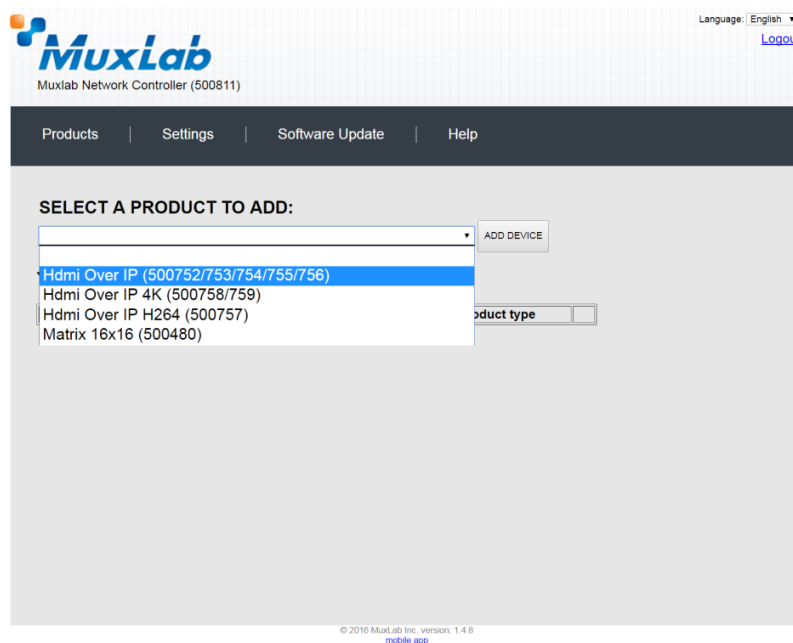 Language: English
Logou
MuxLab
Muxlab Network Controller (500811)
Products | Settings | Software Update | Help
SELECT A PRODUCT TO ADD:
ADD DEVICE
Hdmi Over IP (500752/753/754/755/756)
Hdmi Over IP 4K (500758/759)
Hdmi Over IP H264 (500757)
oduct type
Matrix 16x16 (500480)
© 2016 MuxLab Inc. version: 1.4.8
mobile app